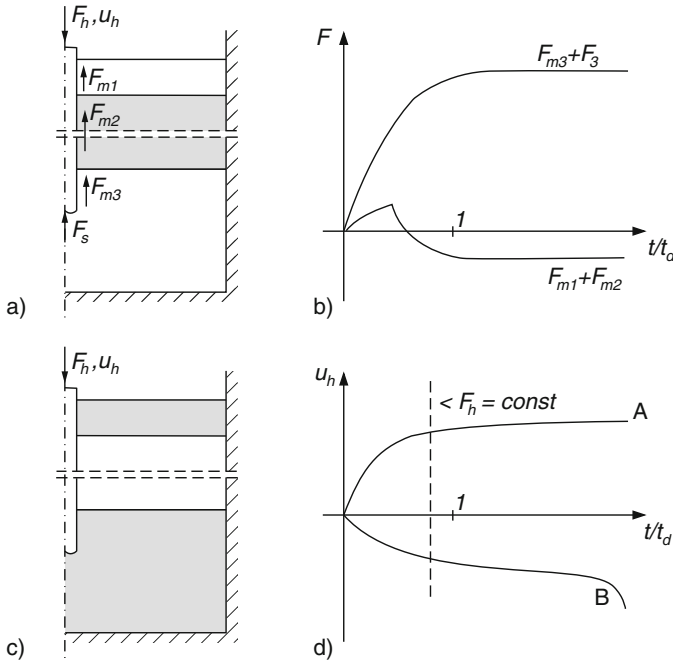 F_h, u_h
F_m1
F_m2
F_m3
F_s
a)
F
F_m3+F_3
1
t/t_d
F_m1+F_m2
b)
F_h, u_h
c)
u_h
< F_h = const
A
1
t/t_d
B
d)